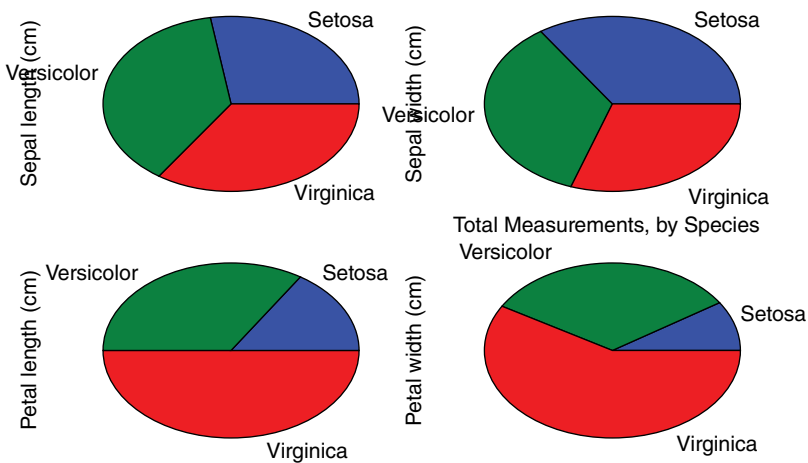 Setosa
Versicolor
Sepal length (cm)
Virginica
Setosa
Versicolor
Sepal width (cm)
Virginica
Versicolor
Setosa
Petal length (cm)
Virginica
Total Measurements, by Species
Versicolor
Setosa
Petal width (cm)
Virginica